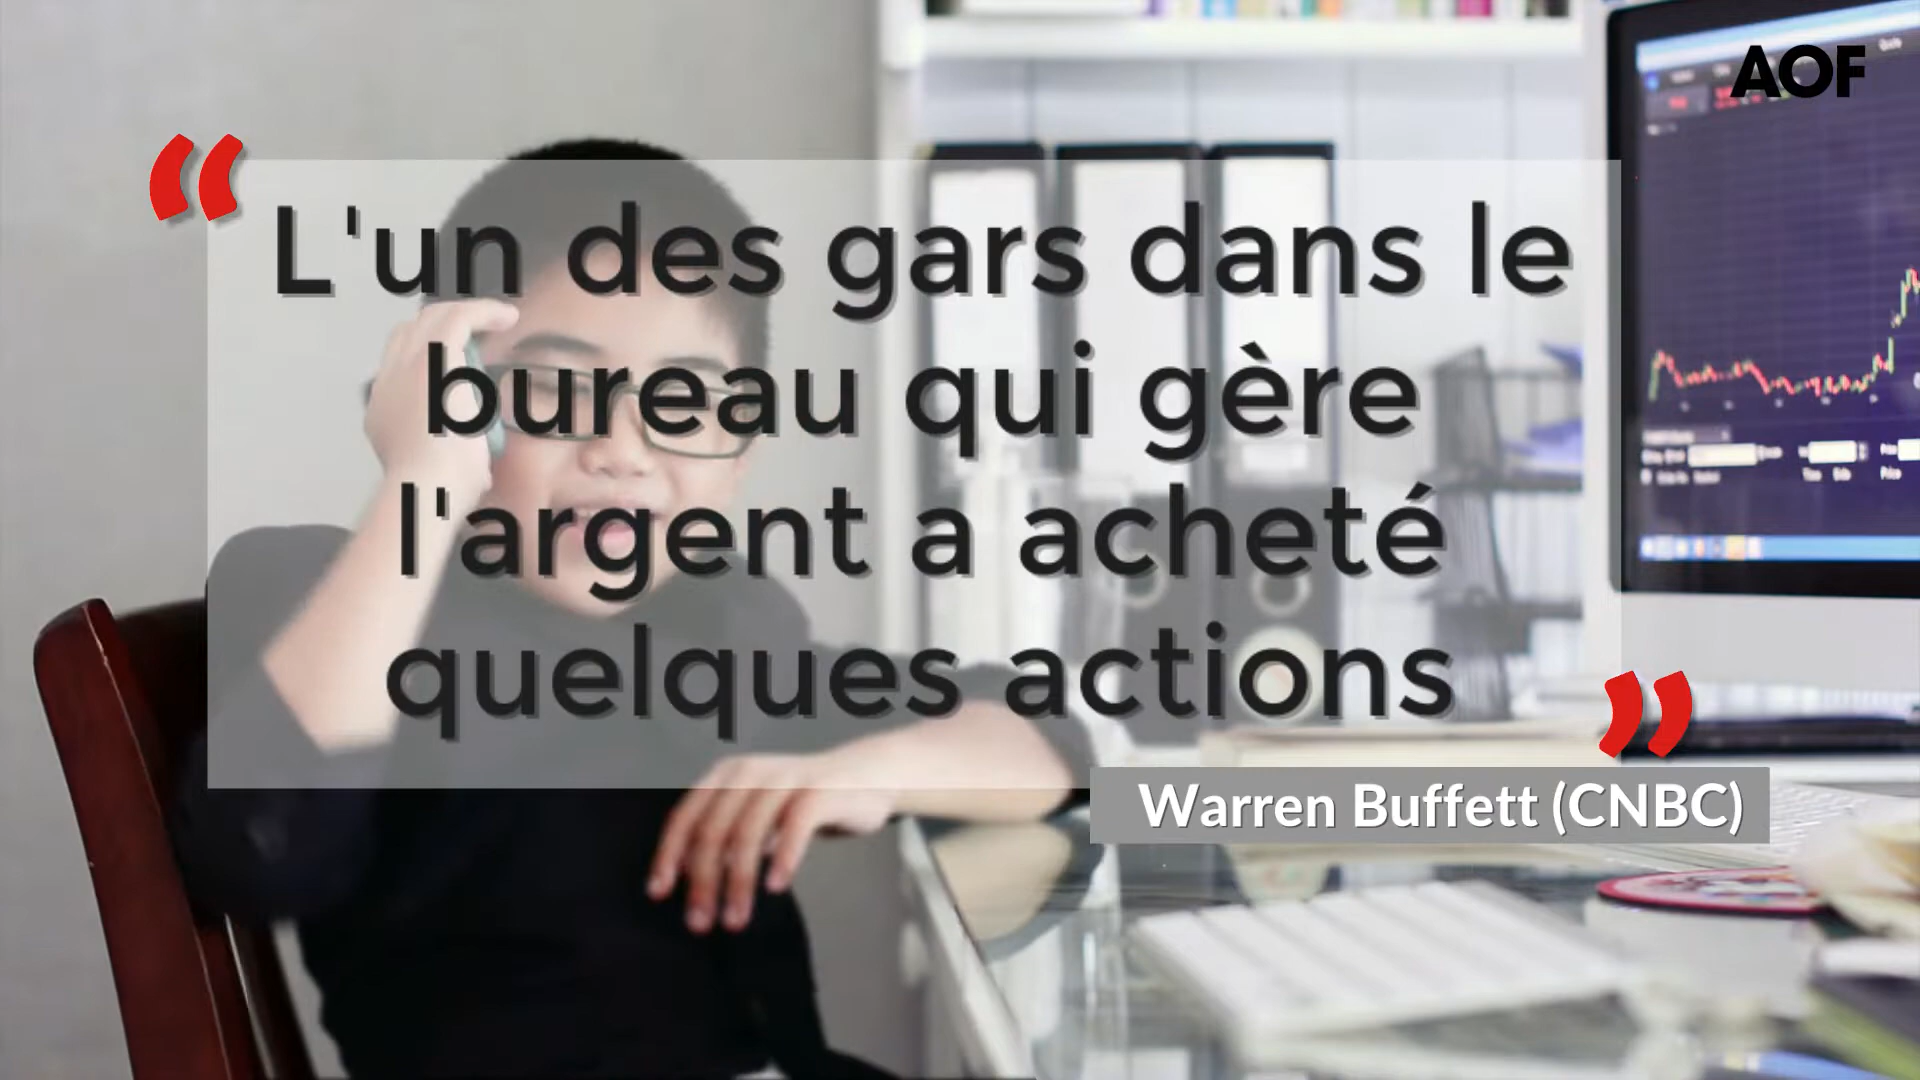 AOF
“
L'un des gars dans le
bureau qui gère
l'argent a acheté
quelques actions
”
Warren Buffett (CNBC)